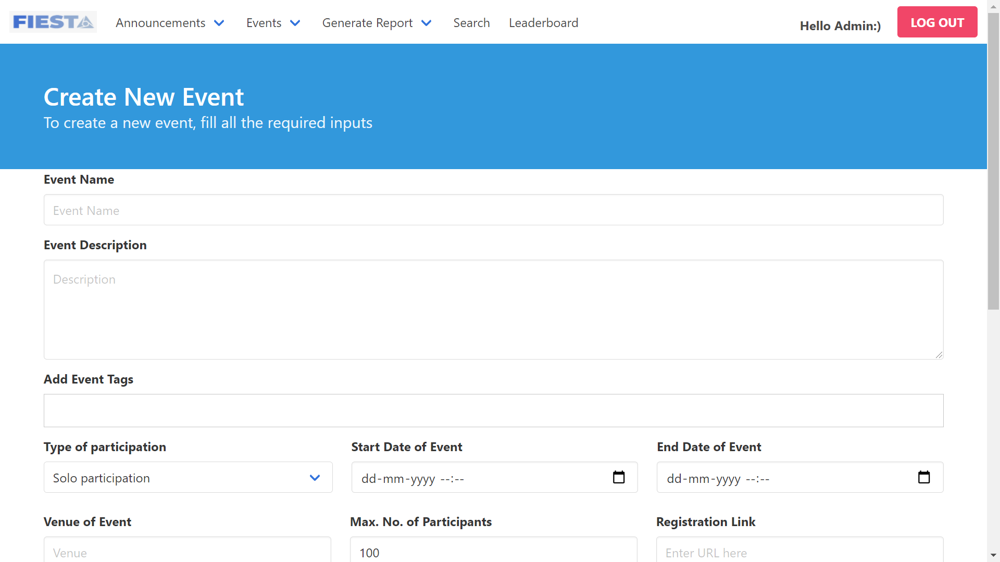 FIESTA Announcements Events Generate Report Search Leaderboard Hello Admin:) LOG OUT
Create New Event
To create a new event, fill all the required inputs
Event Name
Event Name
Event Description
Description
Add Event Tags
Type of participation Start Date of Event End Date of Event
Solo participation dd-mm-yyyy --:-- dd-mm-yyyy --:--
Venue of Event Max. No. of Participants Registration Link
Venue 100 Enter URL here